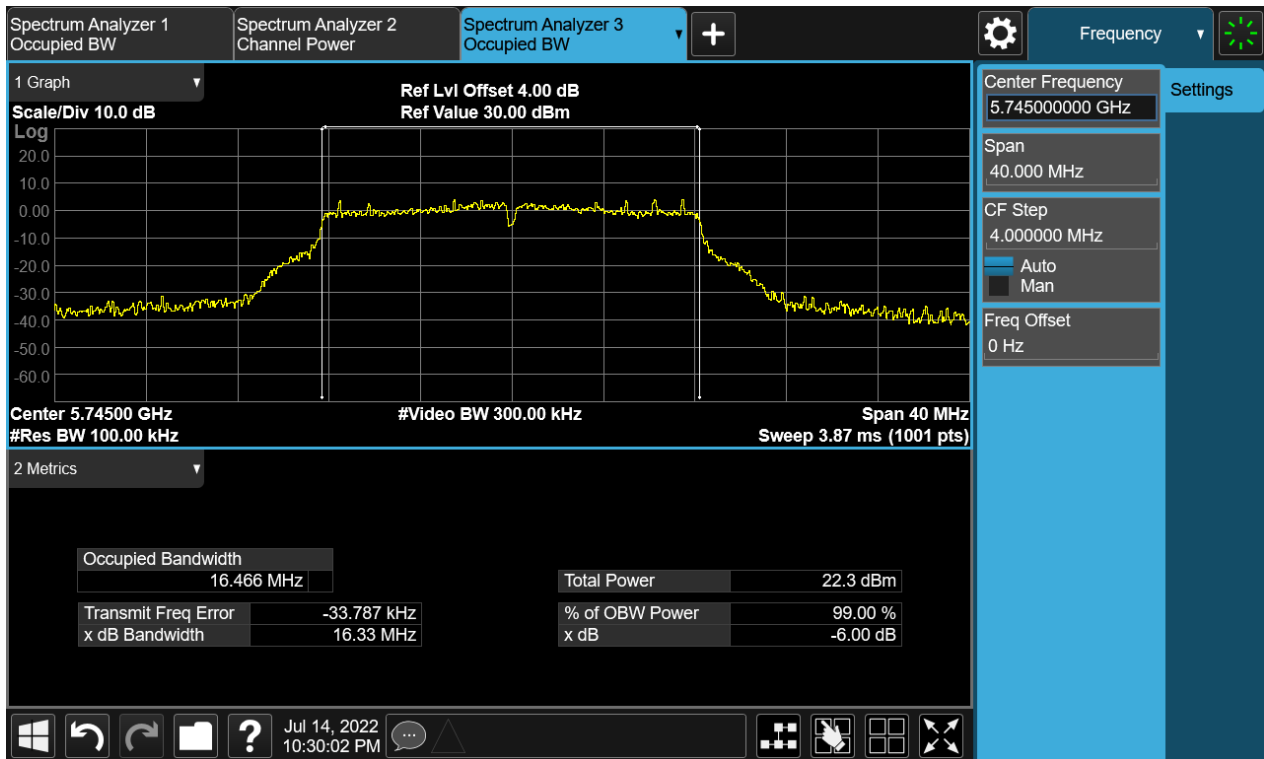 Spectrum Analyzer 1
Occupied BW
Spectrum Analyzer 2
Channel Power
Spectrum Analyzer 3
Occupied BW
Frequency
1 Graph
Ref Lvl Offset 4.00 dB
Scale/Div 10.0 dB
Ref Value 30.00 dBm
Log
20.0
10.0
0.00
-10.0
-20.0
-30.0
-40.0
-50.0
-60.0
Center 5.74500 GHz
#Video BW 300.00 kHz
Span 40 MHz
#Res BW 100.00 kHz
Sweep 3.87 ms (1001 pts)
Center Frequency
5.745000000 GHz
Settings
Span
40.000 MHz
CF Step
4.000000 MHz
Auto
Man
Freq Offset
0 Hz
2 Metrics
Occupied Bandwidth
16.466 MHz
Total Power 22.3 dBm
Transmit Freq Error -33.787 kHz
% of OBW Power 99.00 %
x dB Bandwidth 16.33 MHz
x dB -6.00 dB
?
Jul 14, 2022
10:30:02 PM